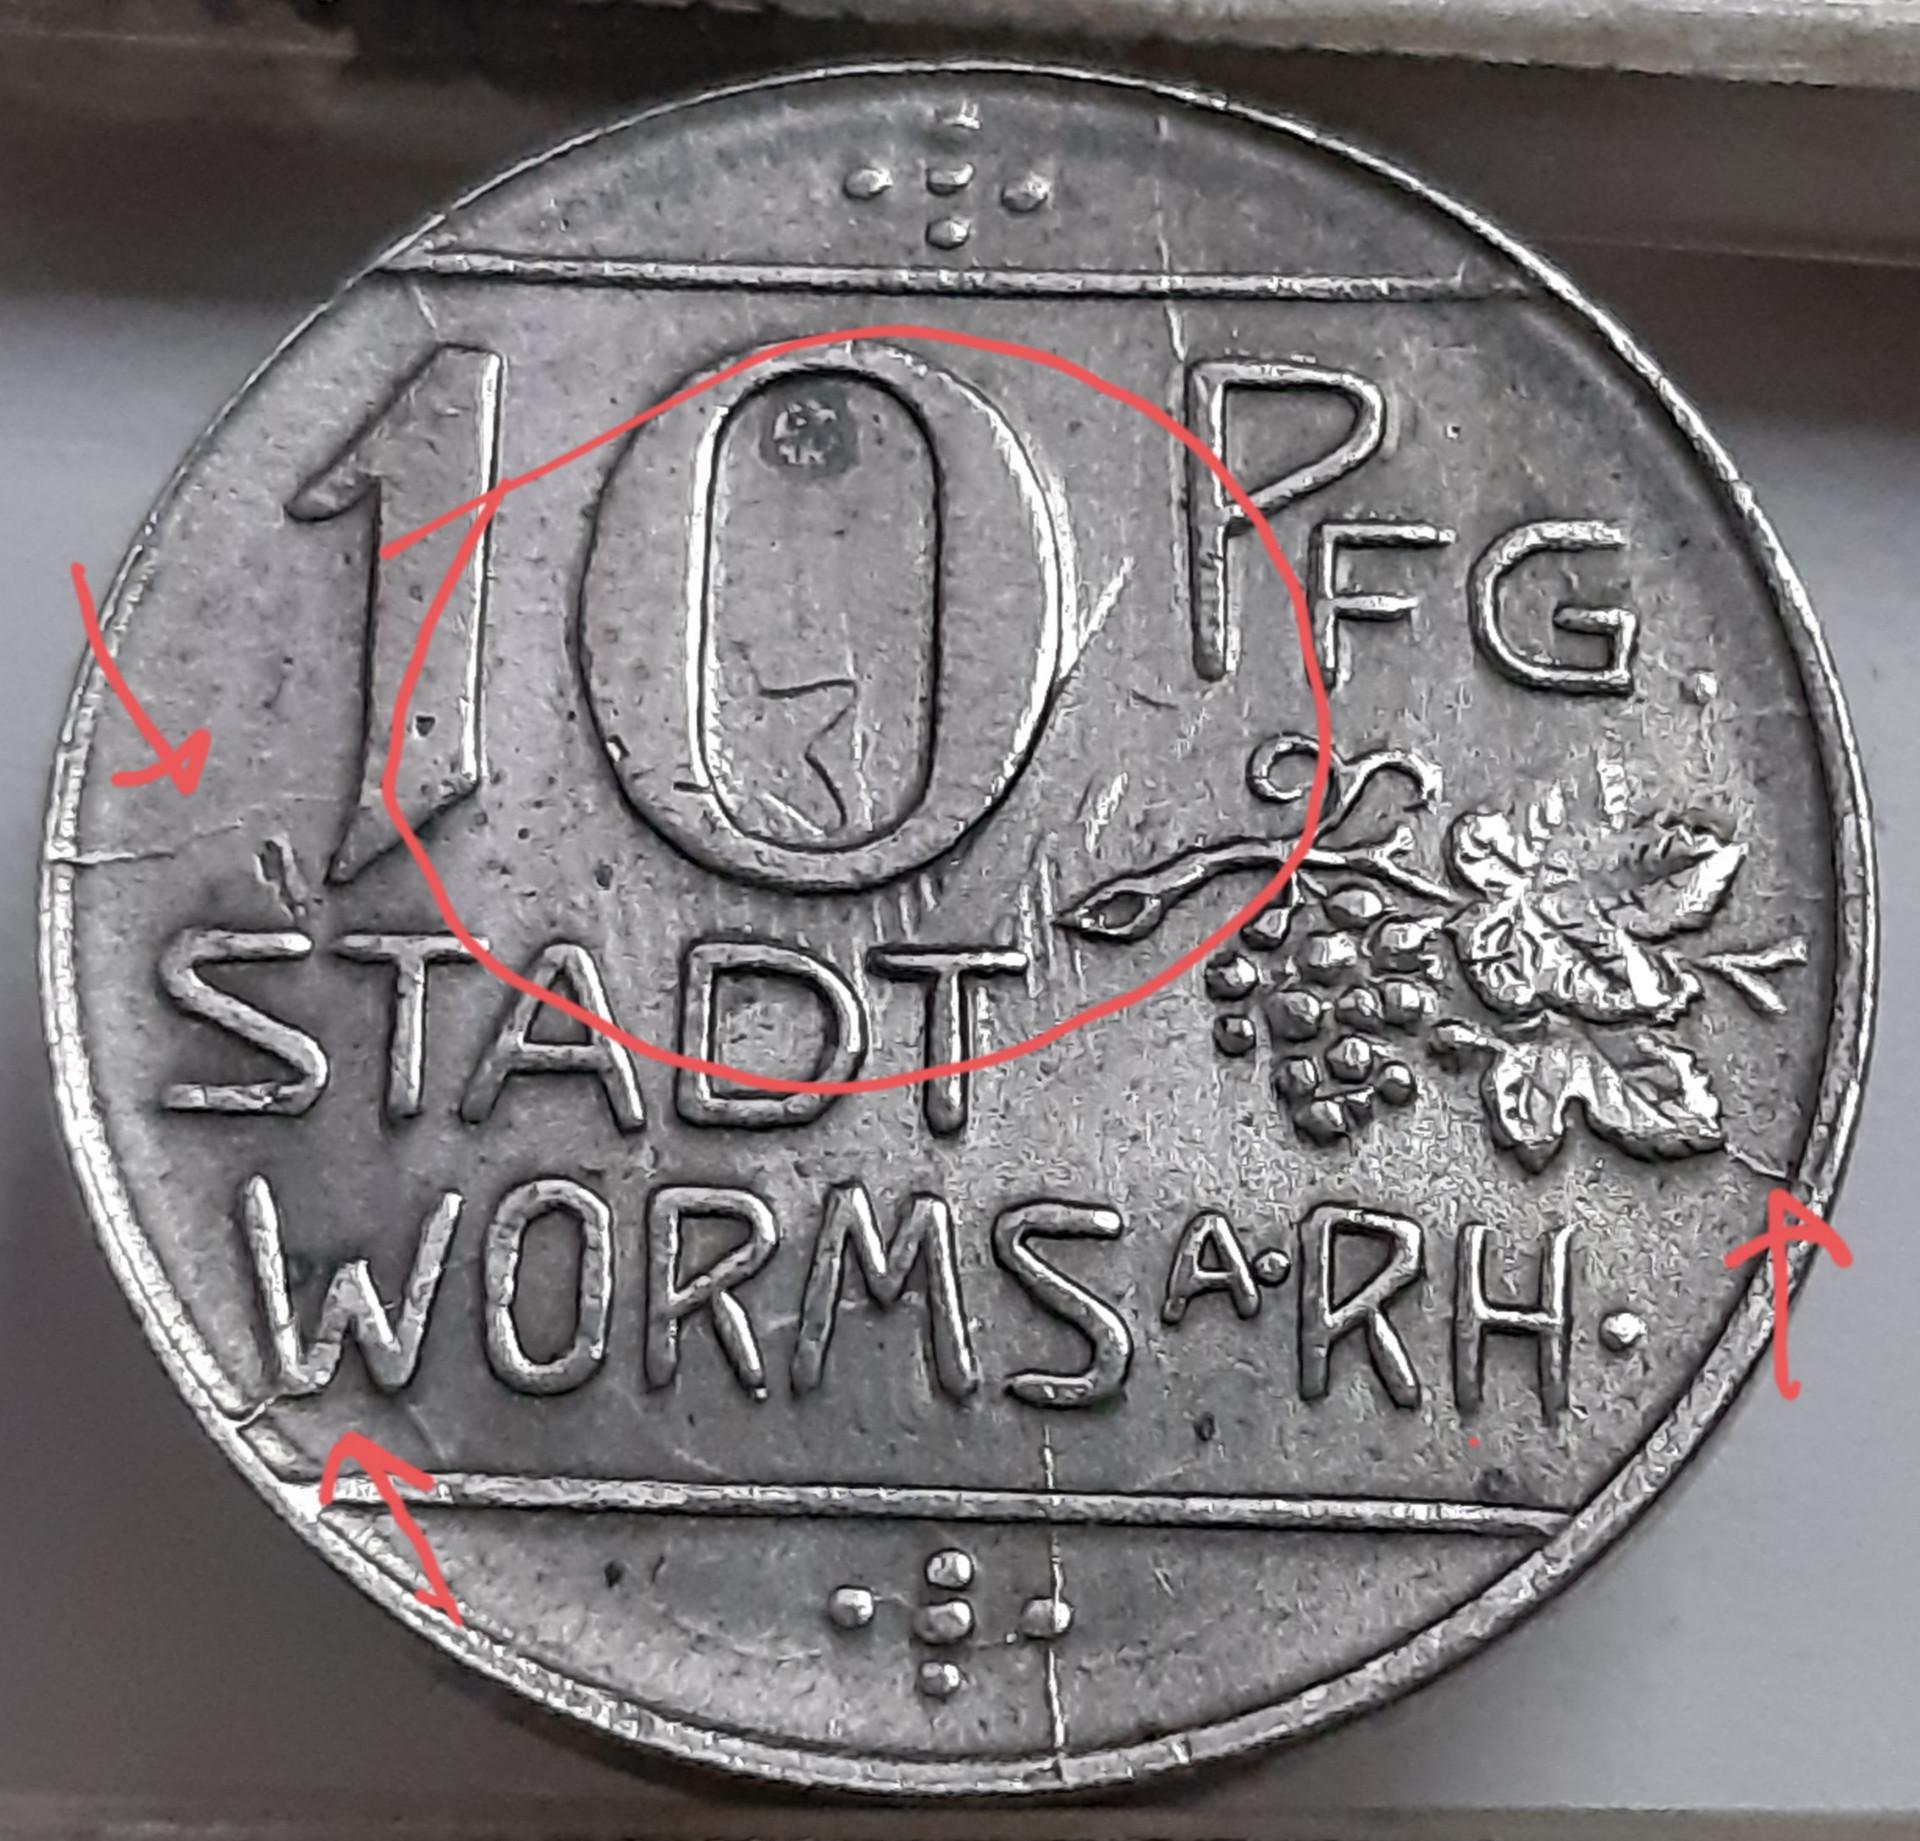 10 PFG.
STADT
WORMS A·RH.